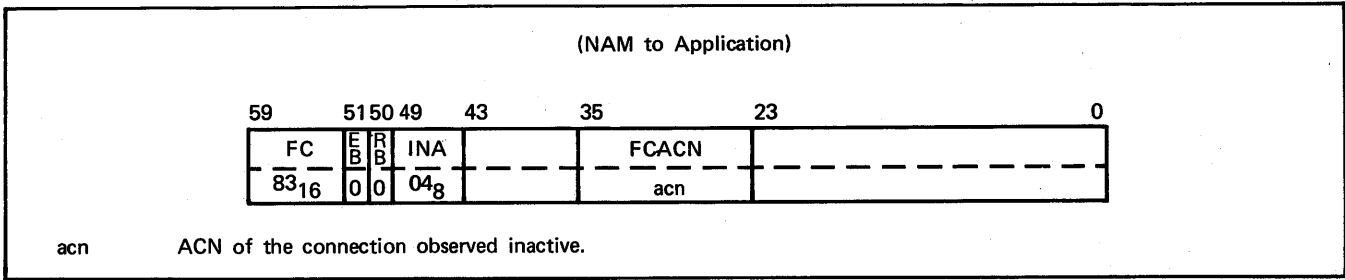 (NAM to Application)
59 51 50 49 43 35 23 0
FC EB RB INA FCACN
83₁₆ 0 0 04₈ acn
acn ACN of the connection observed inactive.